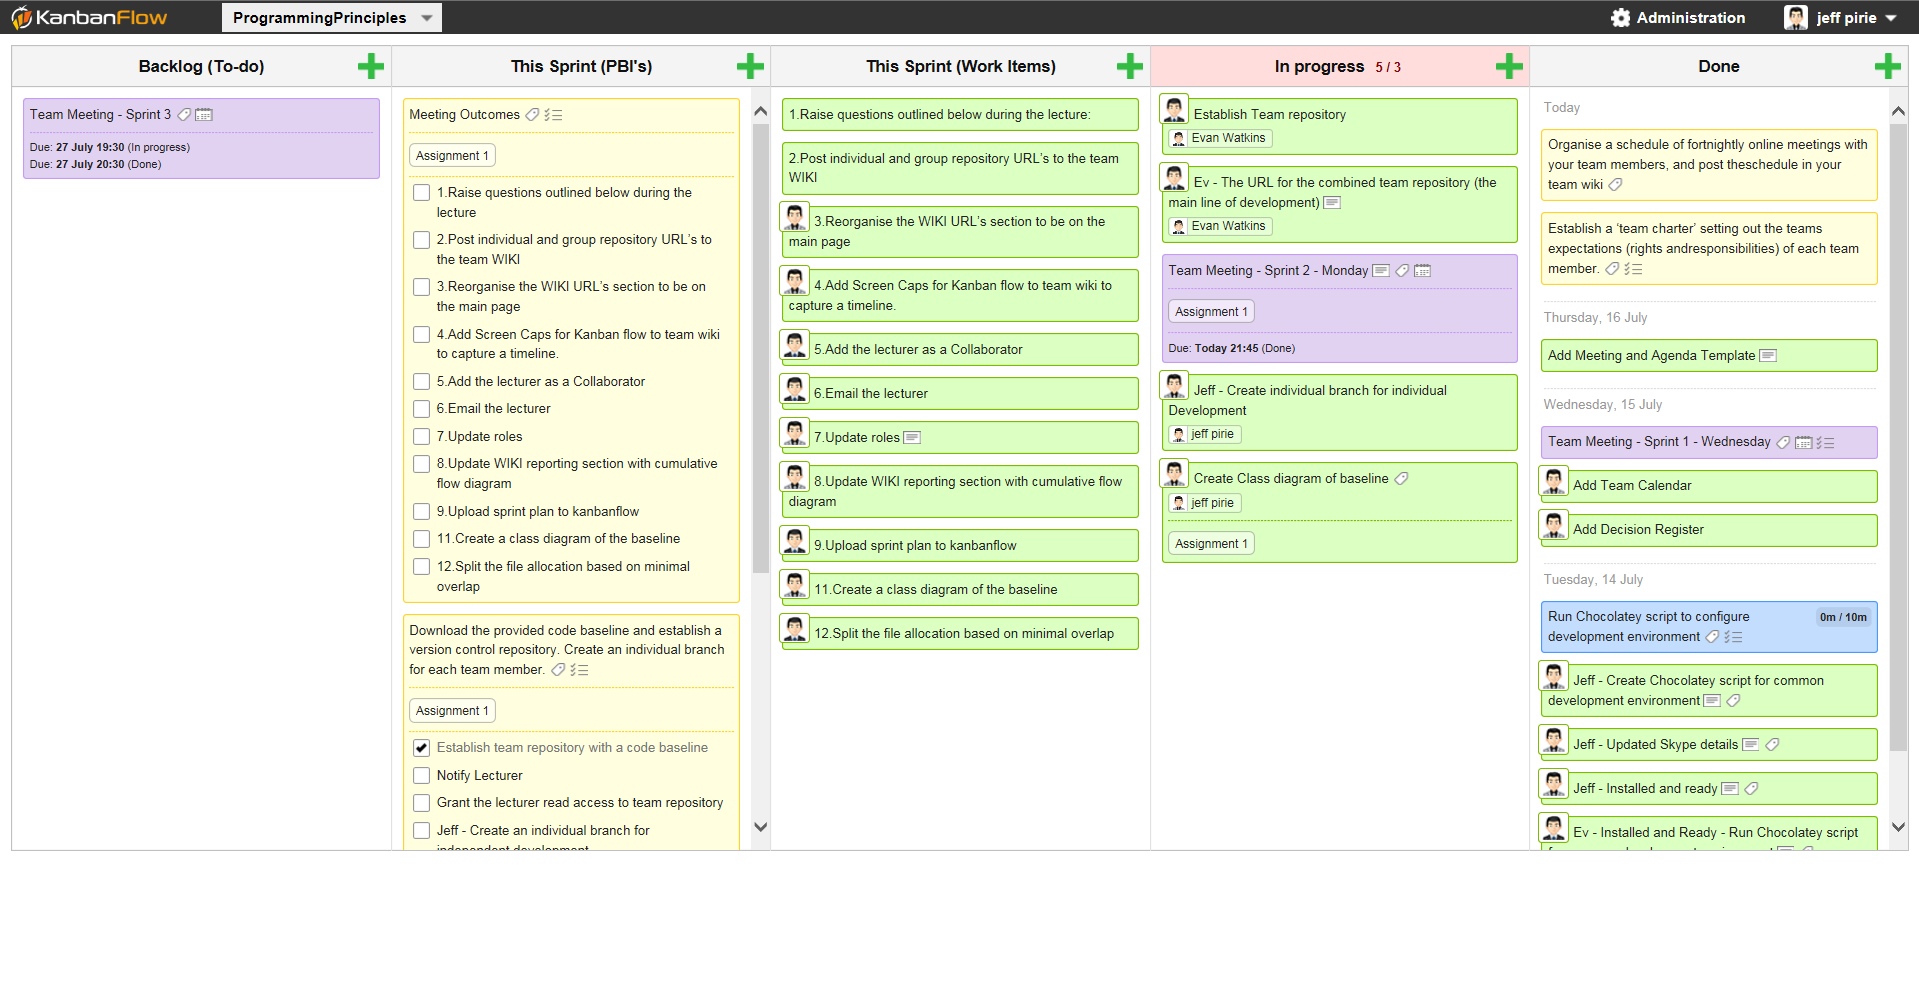 KanbanFlow
ProgrammingPrinciples
Administration
jeff pirie
Backlog (To-do)
Team Meeting - Sprint 3
Due: 27 July 19:30 (In progress)
Due: 27 July 20:30 (Done)
This Sprint (PBI's)
Meeting Outcomes
Assignment 1
1.Raise questions outlined below during the
lecture
2.Post individual and group repository URL's to
the team WIKI
3.Reorganise the WIKI URL's section to be on
the main page
4.Add Screen Caps for Kanban flow to team wiki
to capture a timeline.
5.Add the lecturer as a Collaborator
6.Email the lecturer
7.Update roles
8.Update WIKI reporting section with cumulative
flow diagram
9.Upload sprint plan to kanbanflow
11.Create a class diagram of the baseline
12.Split the file allocation based on minimal
overlap
Download the provided code baseline and establish a
version control repository. Create an individual branch
for each team member.
Assignment 1
Establish team repository with a code baseline
Notify Lecturer
Grant the lecturer read access to team repository
Jeff - Create an individual branch for
independent development
This Sprint (Work Items)
1.Raise questions outlined below during the lecture:
2.Post individual and group repository URL's to the team
WIKI
3.Reorganise the WIKI URL's section to be on the
main page
4.Add Screen Caps for Kanban flow to team wiki to
capture a timeline.
5.Add the lecturer as a Collaborator
6.Email the lecturer
7.Update roles
8.Update WIKI reporting section with cumulative flow
diagram
9.Upload sprint plan to kanbanflow
11.Create a class diagram of the baseline
12.Split the file allocation based on minimal overlap
In progress 5 / 3
Establish Team repository
Evan Watkins
Ev - The URL for the combined team repository (the
main line of development)
Evan Watkins
Team Meeting - Sprint 2 - Monday
Assignment 1
Due: Today 21:45 (Done)
Jeff - Create individual branch for individual
Development
jeff pirie
Create Class diagram of baseline
jeff pirie
Assignment 1
Done
Today
Organise a schedule of fortnightly online meetings with
your team members, and post theschedule in your
team wiki
Establish a 'team charter' setting out the teams
expectations (rights andresponsibilities) of each team
member.
Thursday, 16 July
Add Meeting and Agenda Template
Wednesday, 15 July
Team Meeting - Sprint 1 - Wednesday
Add Team Calendar
Add Decision Register
Tuesday, 14 July
Run Chocolatey script to configure 0m / 10m
development environment
Jeff - Create Chocolatey script for common
development environment
Jeff - Updated Skype details
Jeff - Installed and ready
Ev - Installed and Ready - Run Chocolatey script